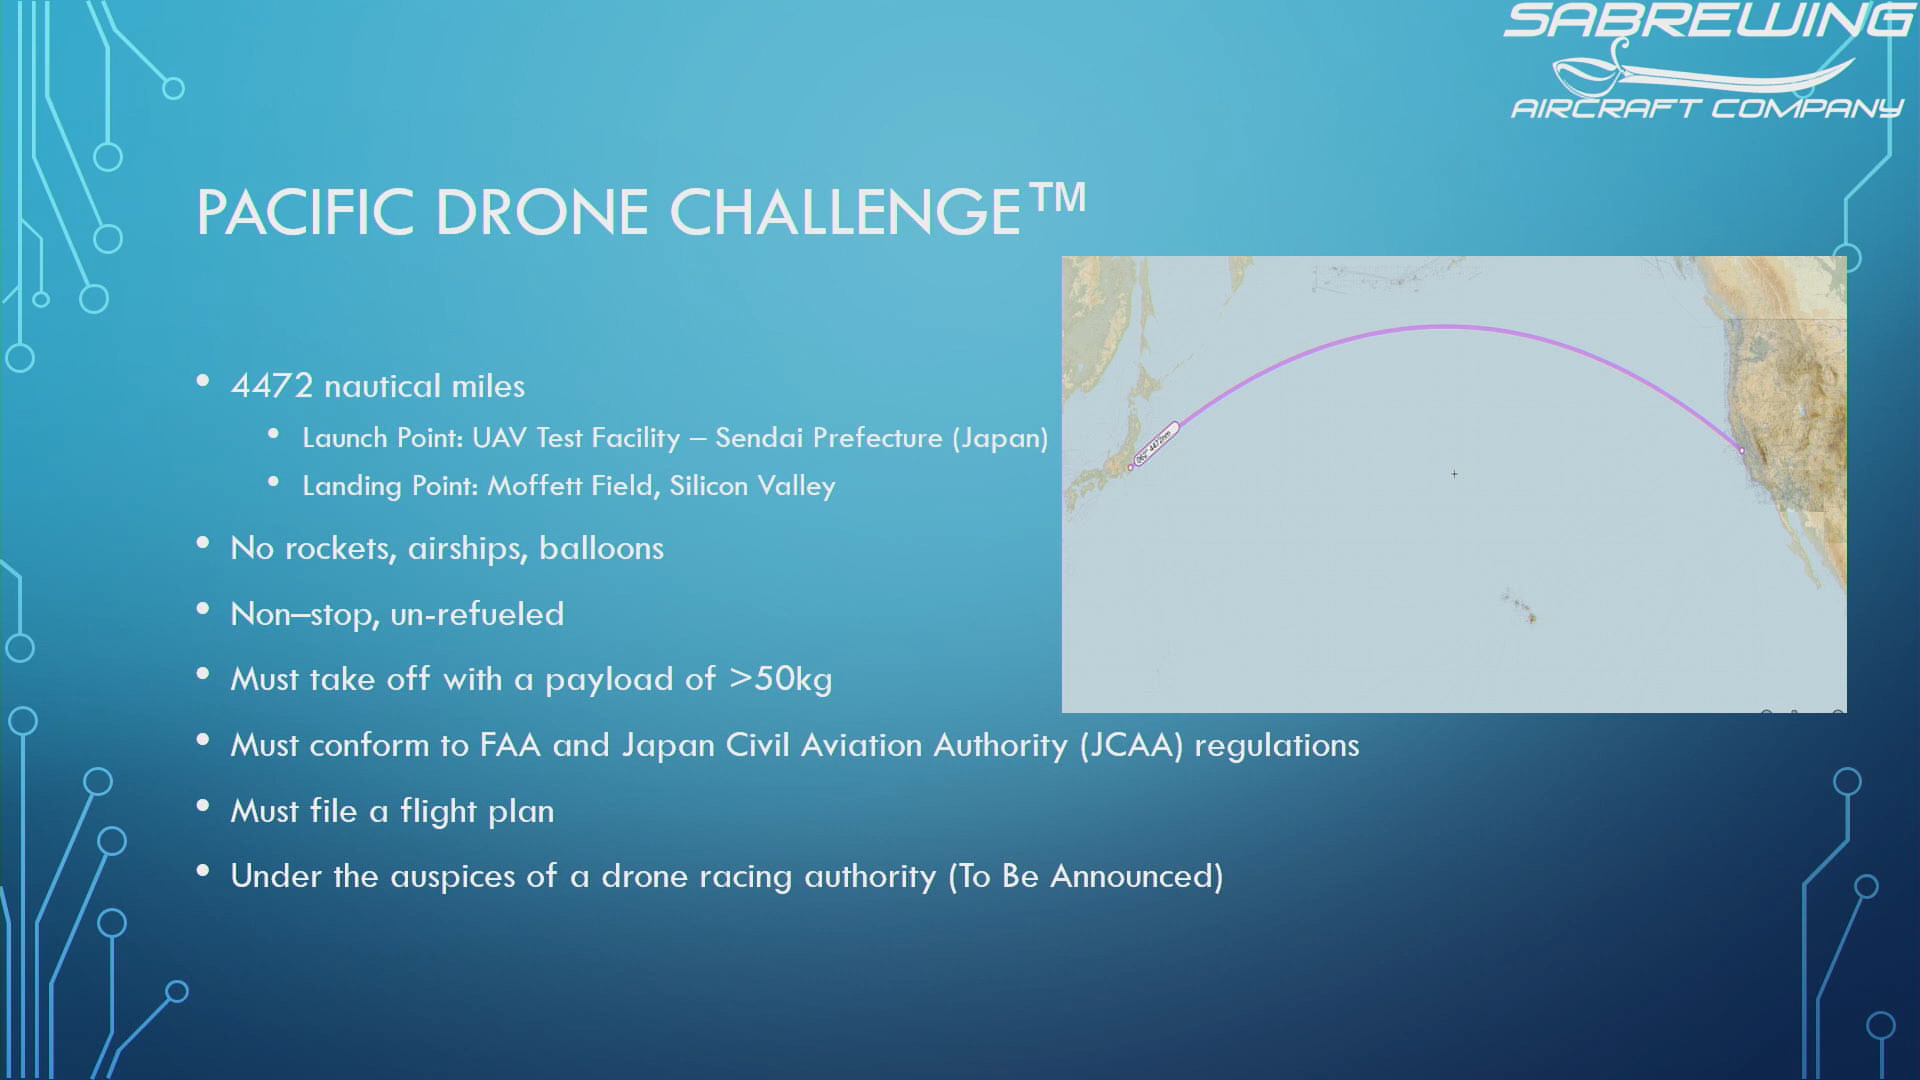 SABREWING
AIRCRAFT COMPANY
PACIFIC DRONE CHALLENGE™
• 4472 nautical miles
• Launch Point: UAV Test Facility – Sendai Prefecture (Japan)
• Landing Point: Moffett Field, Silicon Valley
• No rockets, airships, balloons
• Non–stop, un-refueled
• Must take off with a payload of >50kg
• Must conform to FAA and Japan Civil Aviation Authority (JCAA) regulations
• Must file a flight plan
• Under the auspices of a drone racing authority (To Be Announced)